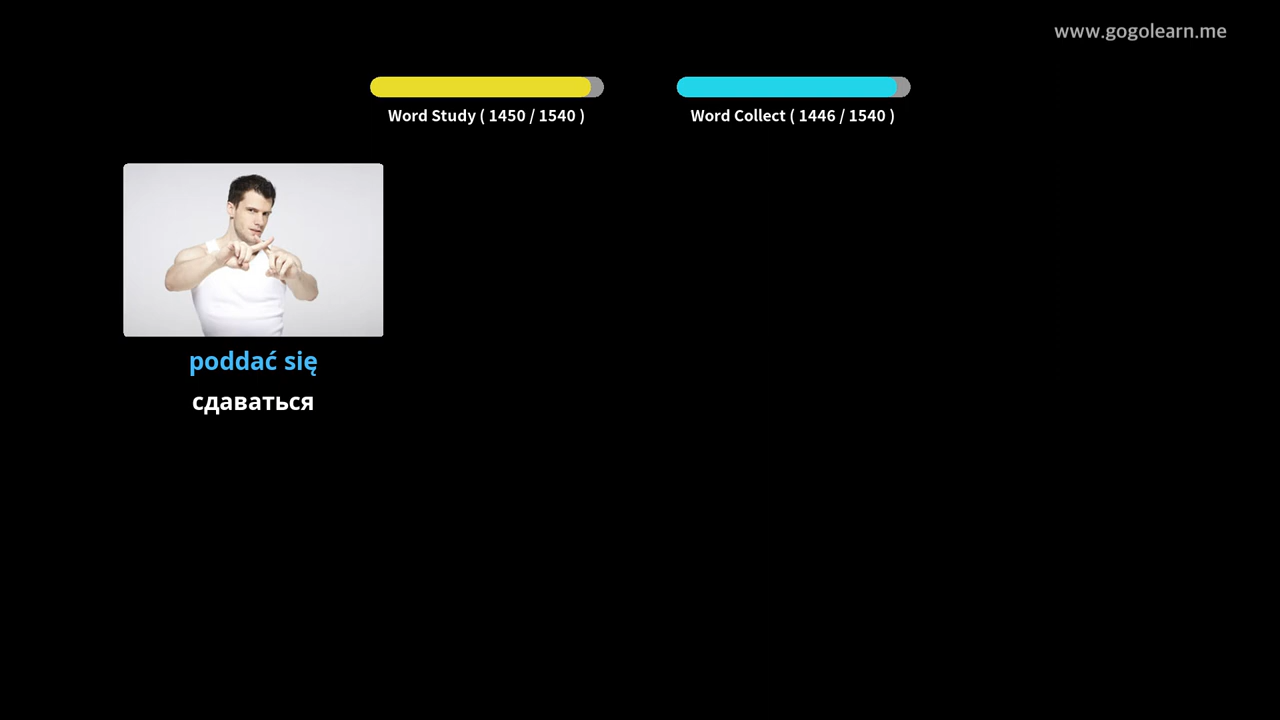 www.gogolearn.me
Word Study ( 1450 / 1540 )
Word Collect ( 1446 / 1540 )
poddać się
сдаваться